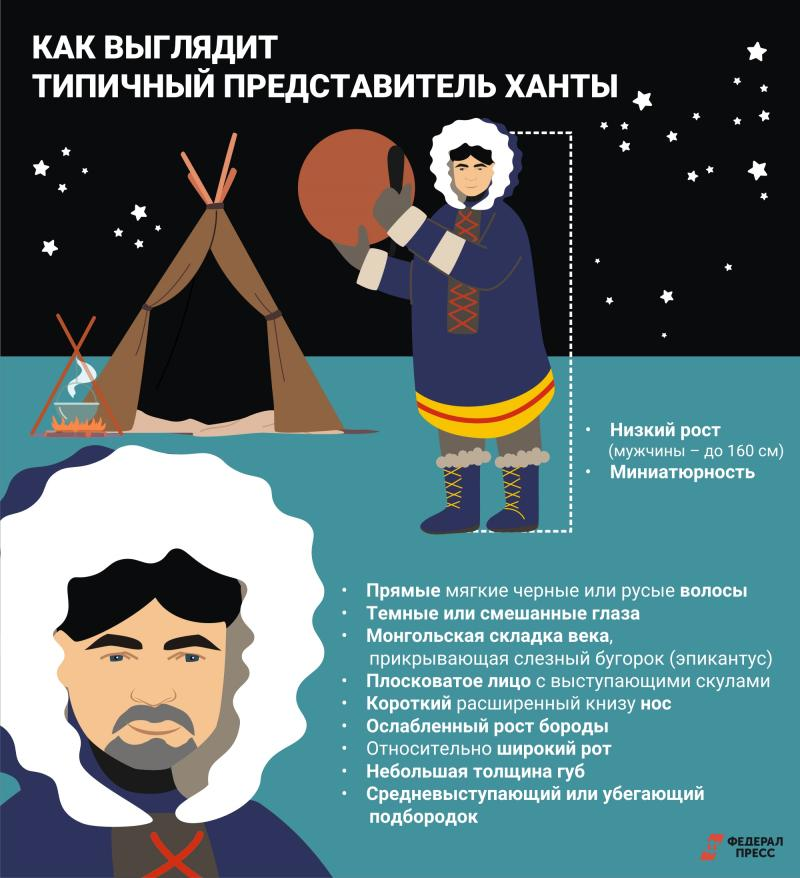 КАК ВЫГЛЯДИТ
ТИПИЧНЫЙ ПРЕДСТАВИТЕЛЬ ХАНТЫ
• Низкий рост
(мужчины – до 160 см)
• Миниатюрность
• Прямые мягкие черные или русые волосы
• Темные или смешанные глаза
• Монгольская складка века,
прикрывающая слезный бугорок (эпикантус)
• Плосковатое лицо с выступающими скулами
• Короткий расширенный книзу нос
• Ослабленный рост бороды
• Относительно широкий рот
• Небольшая толщина губ
• Средневыступающий или убегающий
подбородок
ФЕДЕРАЛ
ПРЕСС